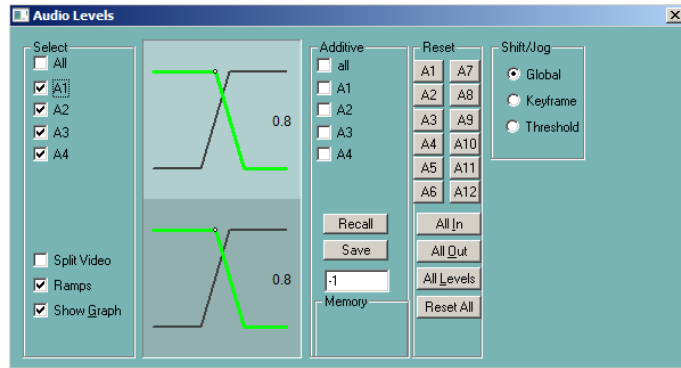 Audio Levels
Select
All
A1
A2
A3
A4
Split Video
Ramps
Show Graph
0.8
0.8
Additive
all
A1
A2
A3
A4
Recall
Save
-1
Memory
Reset
A1 A7
A2 A8
A3 A9
A4 A10
A5 A11
A6 A12
All In
All Out
All Levels
Reset All
Shift/Jog
Global
Keyframe
Threshold